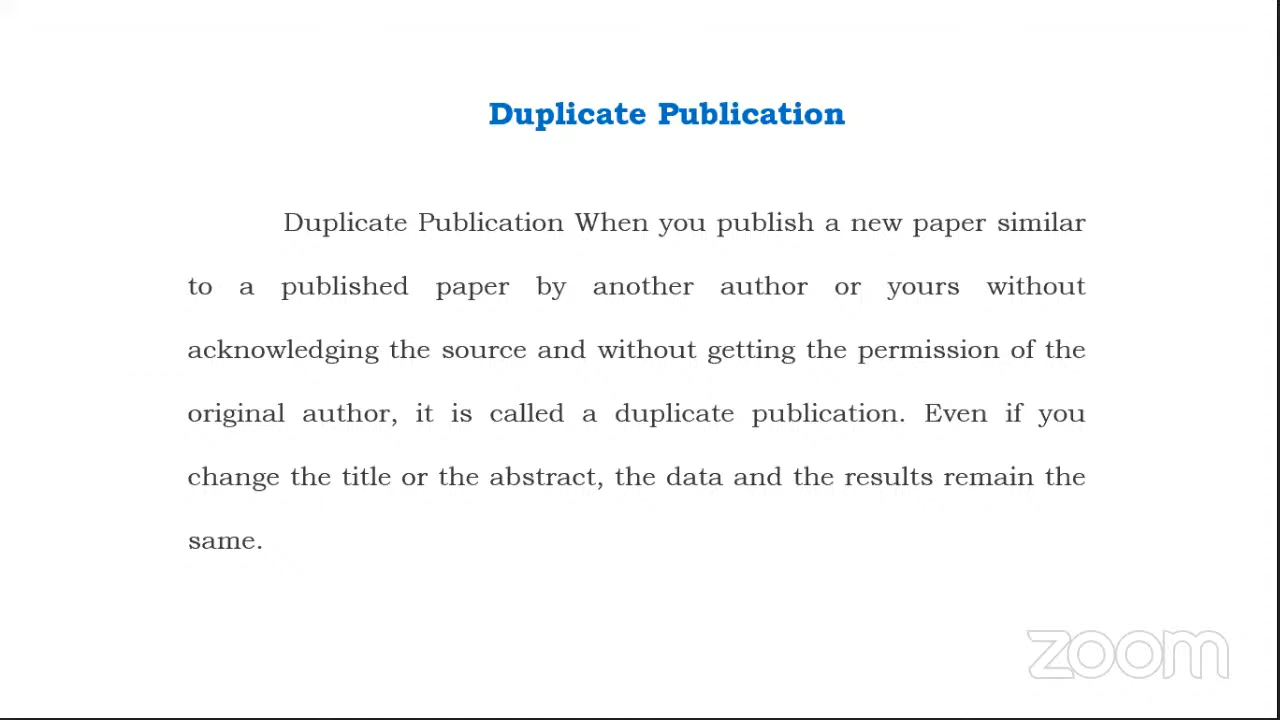 Duplicate Publication
Duplicate Publication When you publish a new paper similar
to a published paper by another author or yours without
acknowledging the source and without getting the permission of the
original author, it is called a duplicate publication. Even if you
change the title or the abstract, the data and the results remain the
same.
zoom